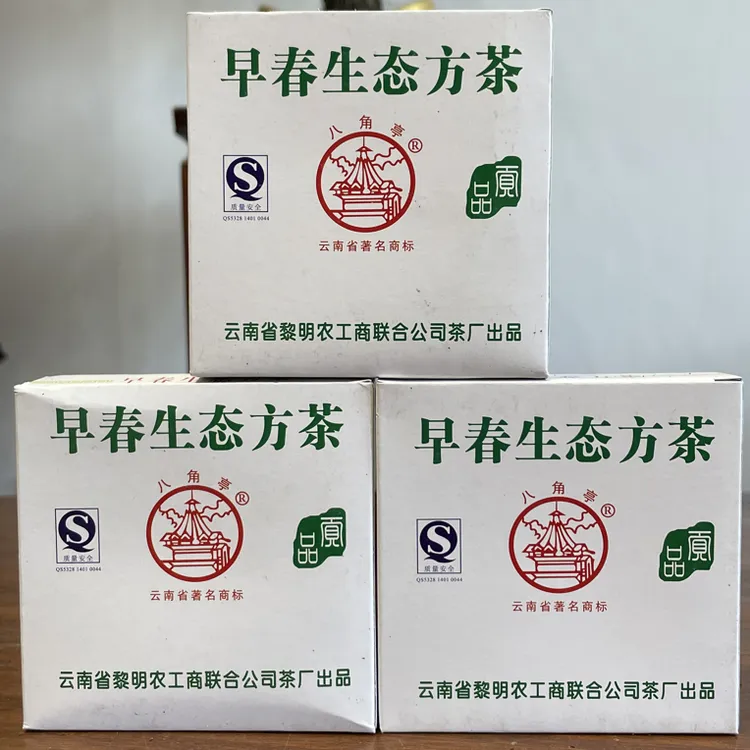 早春生态方茶
八角亭®
质量安全
QS5328 1401 0044
云南省著名商标
贡品
云南省黎明农工商联合公司茶厂出品
早春生态方茶
八角亭®
质量安全
QS5328 1401 0044
云南省著名商标
贡品
云南省黎明农工商联合公司茶厂出品
早春生态方茶
八角亭®
质量安全
QS5328 1401 0044
云南省著名商标
贡品
云南省黎明农工商联合公司茶厂出品